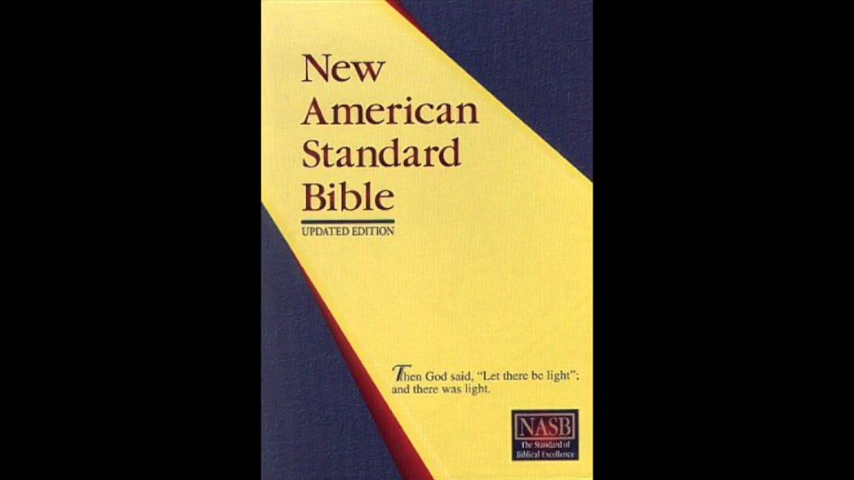 New
American
Standard
Bible
UPDATED EDITION
Then God said, "Let there be light";
and there was light.
NASB
The Standard of
Biblical Excellence